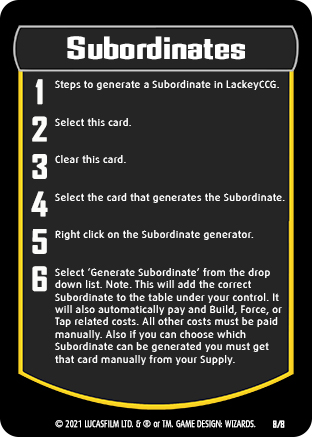 Subordinates
1 Steps to generate a Subordinate in LackeyCCG.
2 Select this card.
3 Clear this card.
4 Select the card that generates the Subordinate.
5 Right click on the Subordinate generator.
6 Select ‘Generate Subordinate’ from the drop
down list. Note. This will add the correct
Subordinate to the table under your control. It
will also automatically pay and Build, Force, or
Tap related costs. All other costs must be paid
manually. Also if you can choose which
Subordinate can be generated you must get
that card manually from your Supply.
© 2021 LUCASFILM LTD. & ® or TM. GAME DESIGN: WIZARDS. 8/8